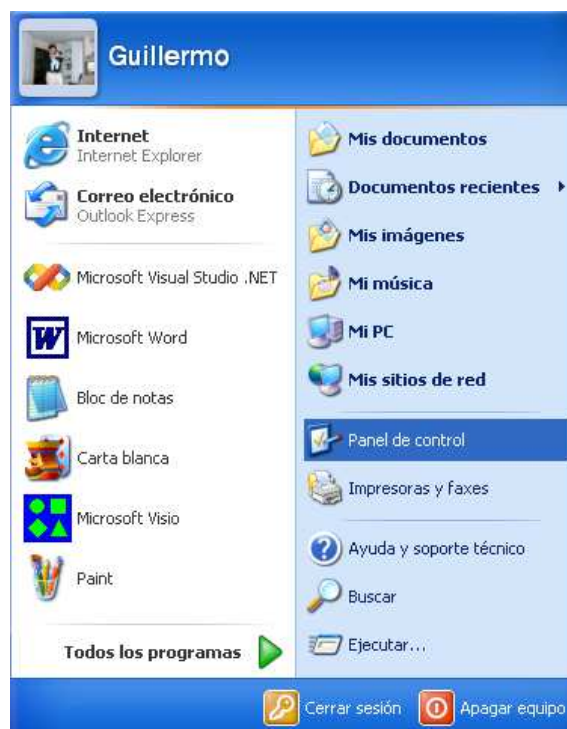 Guillermo
Internet
Internet Explorer
Correo electrónico
Outlook Express
Microsoft Visual Studio .NET
Microsoft Word
Bloc de notas
Carta blanca
Microsoft Visio
Paint
Todos los programas
Mis documentos
Documentos recientes
Mis imágenes
Mi música
Mi PC
Mis sitios de red
Panel de control
Impresoras y faxes
Ayuda y soporte técnico
Buscar
Ejecutar...
Cerrar sesión
Apagar equipo